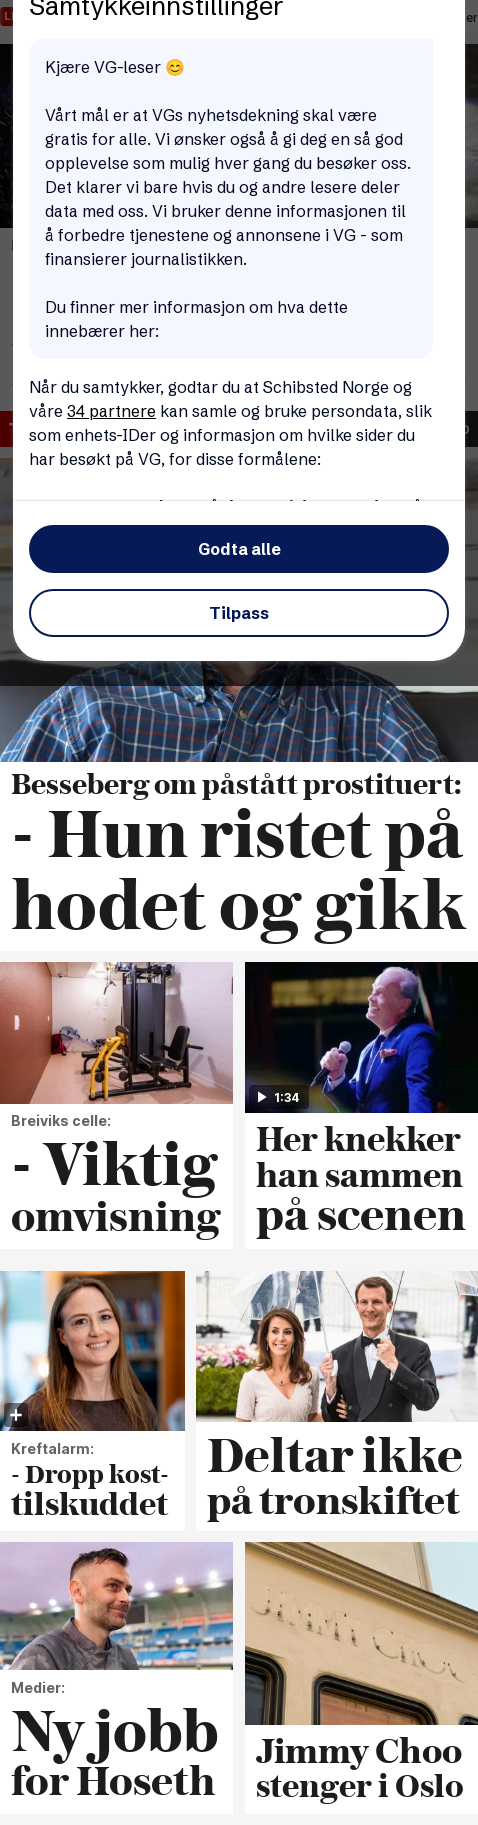 Samtykkeinnstillinger
Kjære VG-leser 😊
Vårt mål er at VGs nyhetsdekning skal være
gratis for alle. Vi ønsker også å gi deg en så god
opplevelse som mulig hver gang du besøker oss.
Det klarer vi bare hvis du og andre lesere deler
data med oss. Vi bruker denne informasjonen til
å forbedre tjenestene og annonsene i VG - som
finansierer journalistikken.
Du finner mer informasjon om hva dette
innebærer her:
Når du samtykker, godtar du at Schibsted Norge og
våre 34 partnere kan samle og bruke persondata, slik
som enhets-IDer og informasjon om hvilke sider du
har besøkt på VG, for disse formålene:
Godta alle
Tilpass
Besseberg om påstått prostituert:
- Hun ristet på
hodet og gikk
Breiviks celle:
- Viktig
omvisning
1:34
Her knekker
han sammen
på scenen
Kreftalarm:
- Dropp kost-
tilskuddet
Deltar ikke
på tronskiftet
Medier:
Ny jobb
for Hoseth
JIMMY CHOO
Jimmy Choo
stenger i Oslo